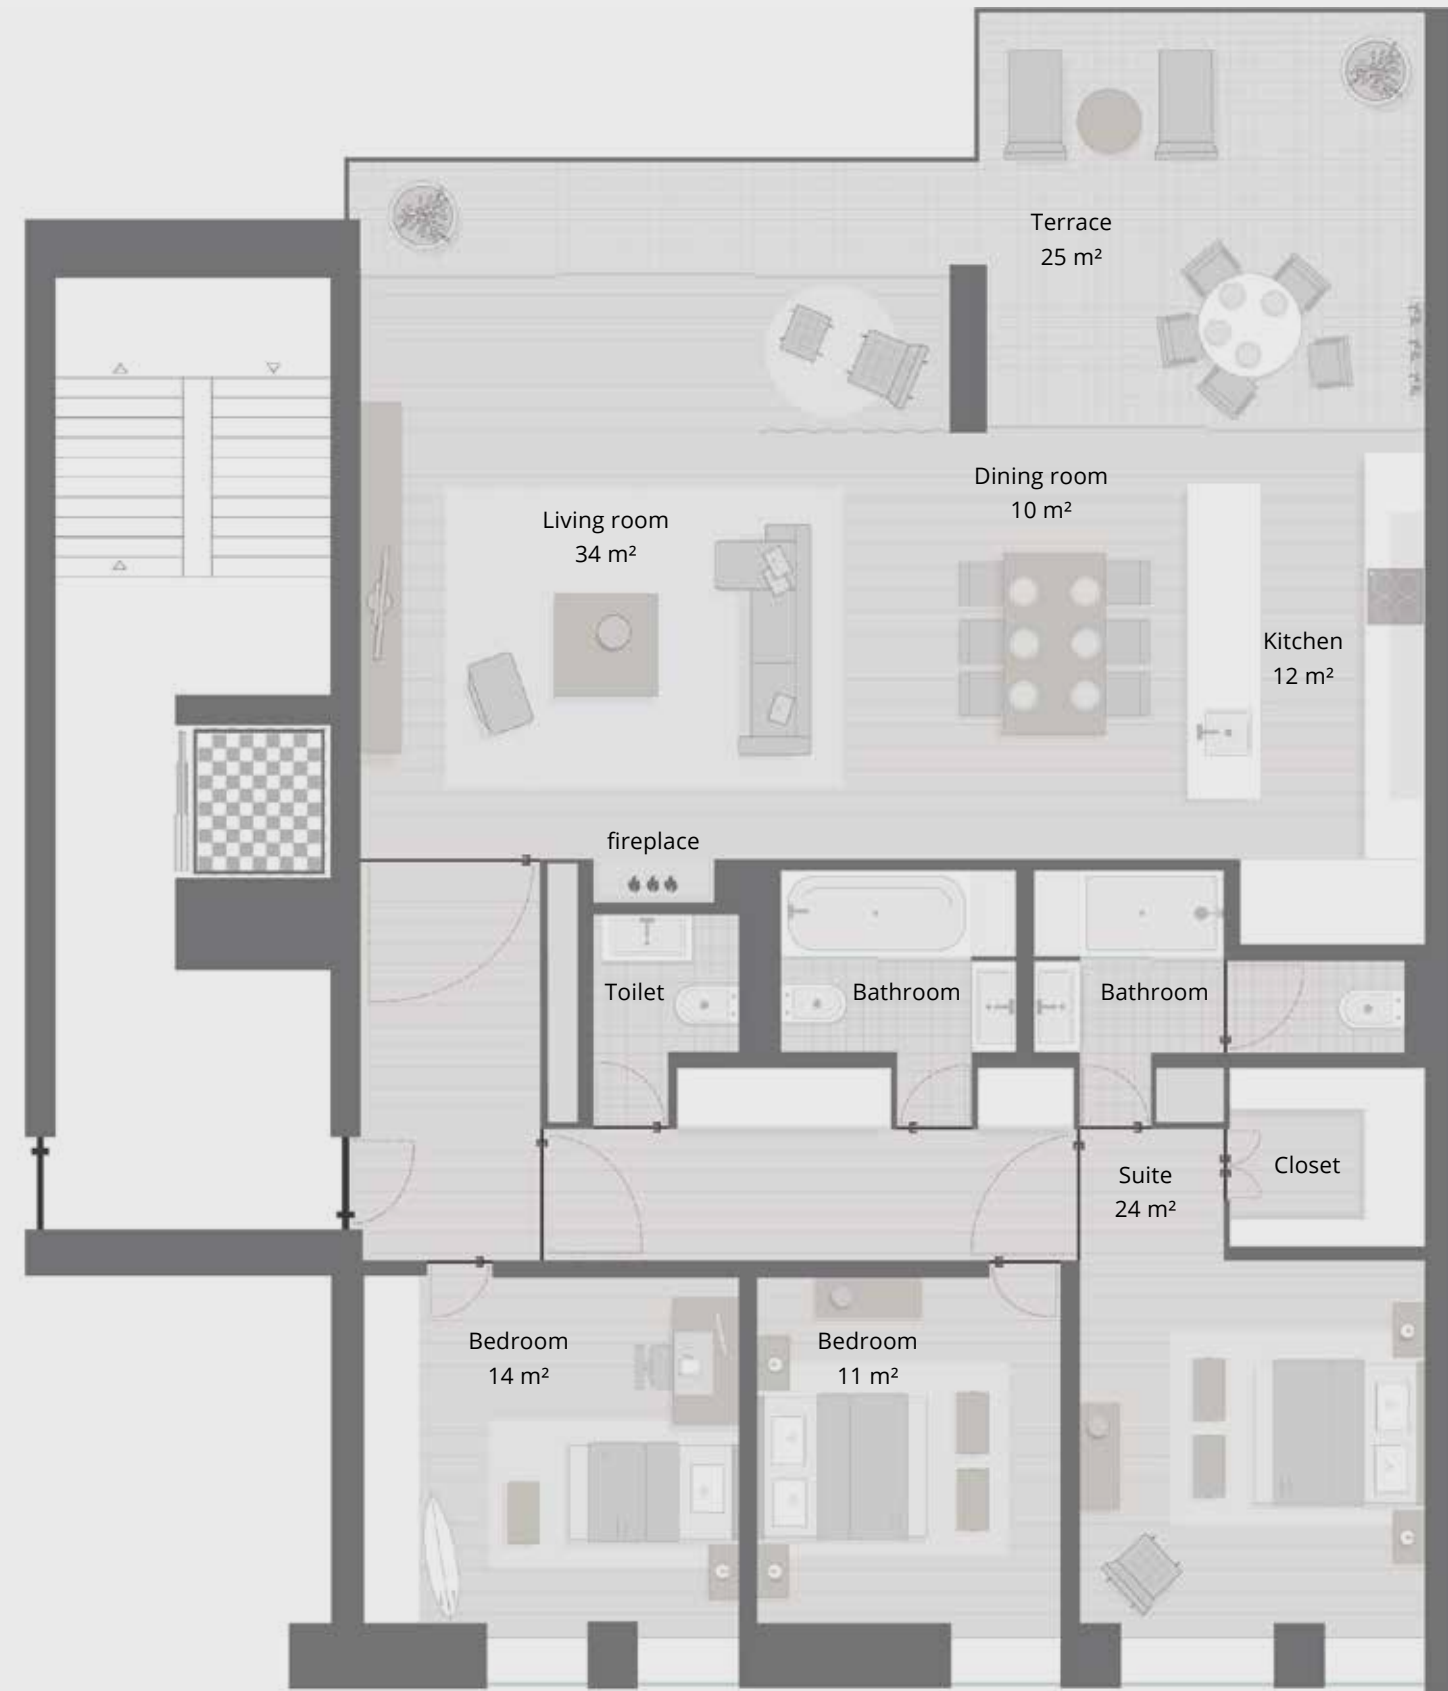 Terrace
25 m²
Dining room
10 m²
Living room
34 m²
Kitchen
12 m²
fireplace
Toilet
Bathroom
Bathroom
Suite
24 m²
Closet
Bedroom
14 m²
Bedroom
11 m²